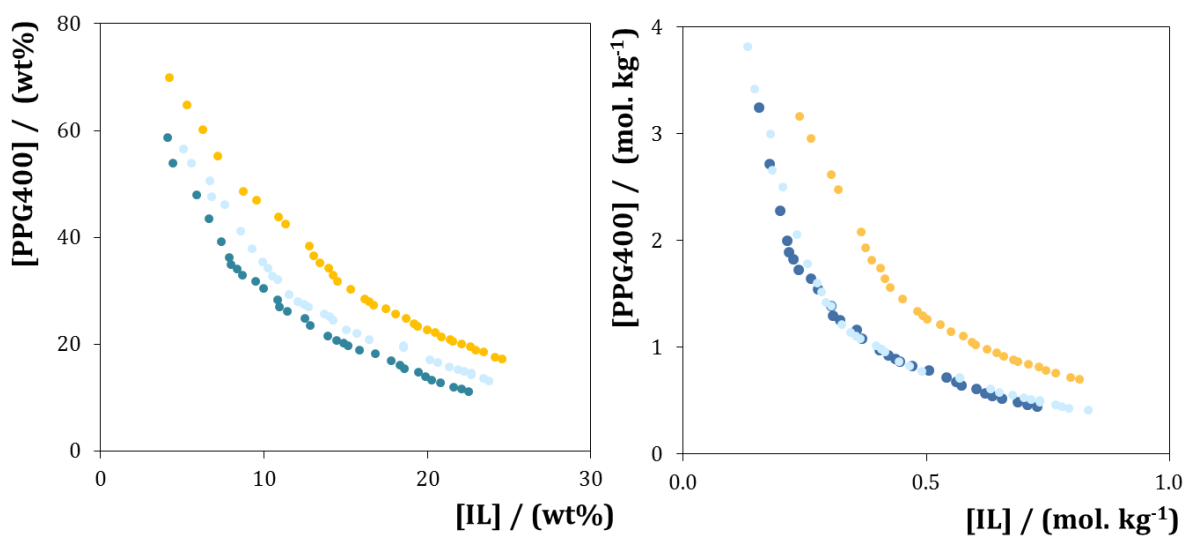 [PPG400] / (wt%)
80
60
40
20
0
0 10 20 30
[IL] / (wt%)
[PPG400] / (mol. kg⁻¹)
4
3
2
1
0
0.0 0.5 1.0
[IL] / (mol. kg⁻¹)